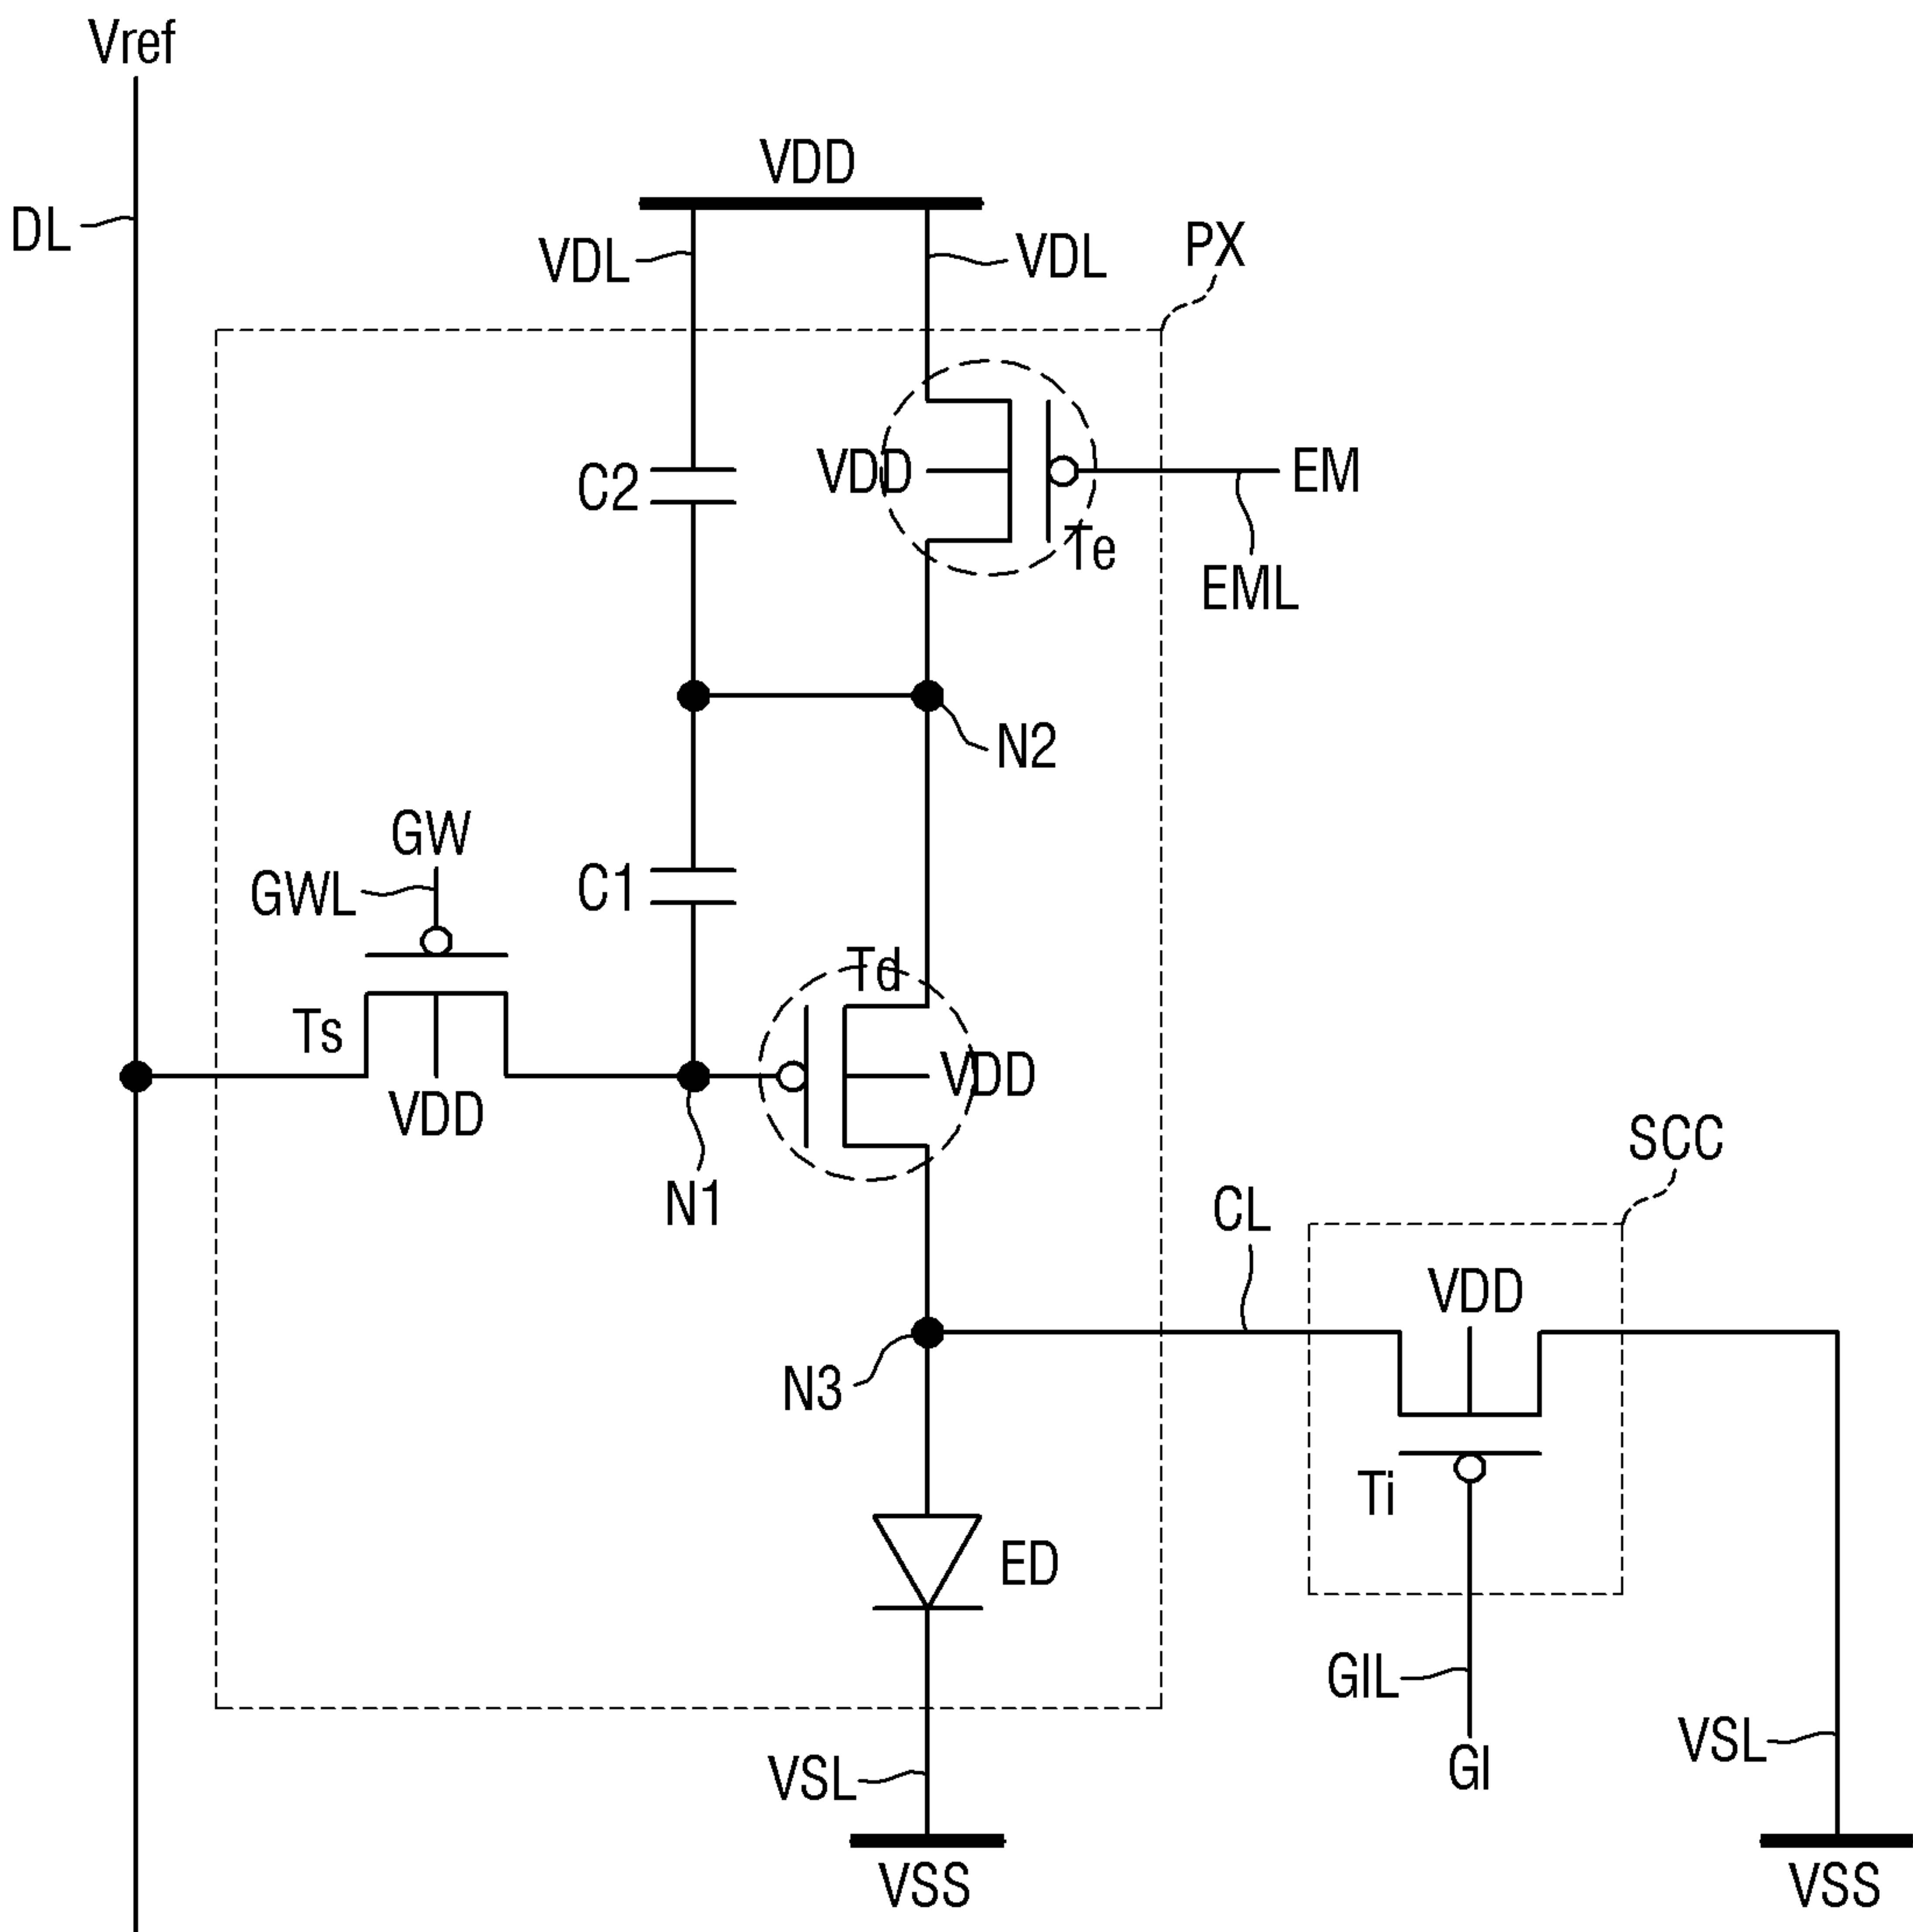 Vref
VDD
DL
VDL
VDL
PX
C2
VDD
EM
Te
EML
N2
GW
GWL
C1
Td
Ts
VDD
VDD
N1
SCC
CL
VDD
N3
Ti
ED
GIL
GI
VSL
VSL
VSS
VSS